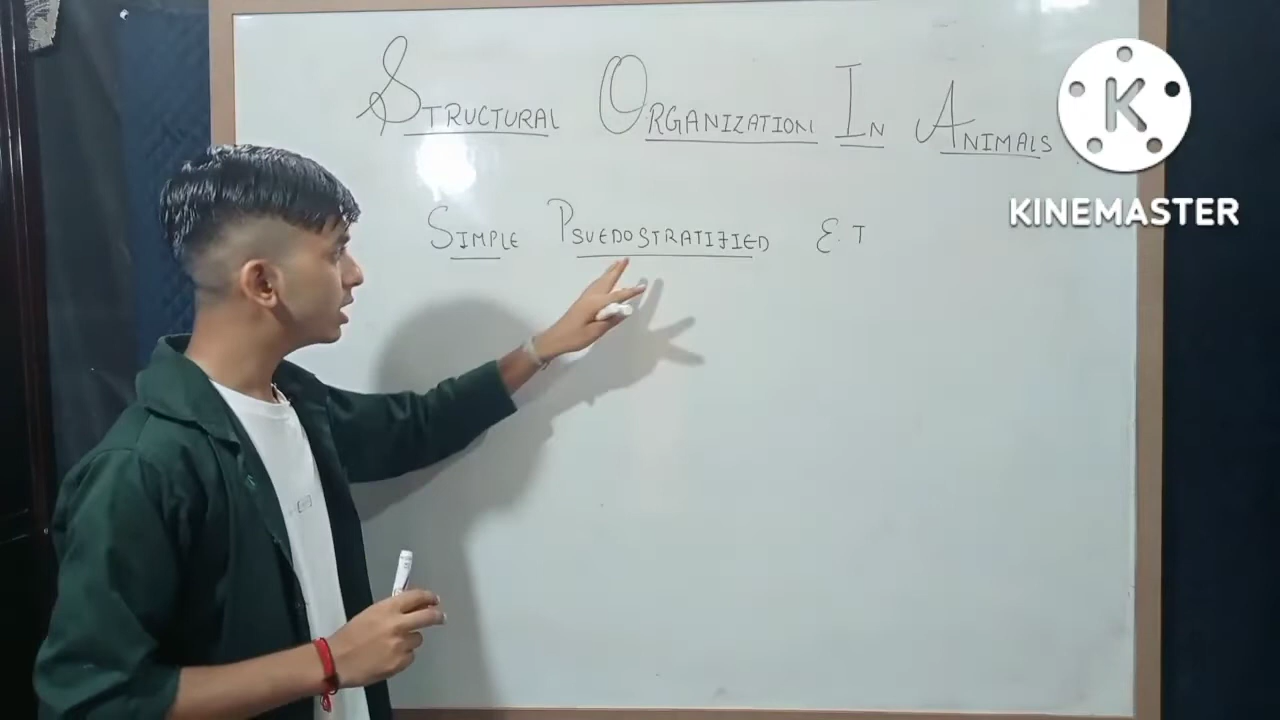 STRUCTURAL ORGANIZATION IN ANIMALS
K
KINEMASTER
SIMPLE PSUEDOSTRATIFIED E.T